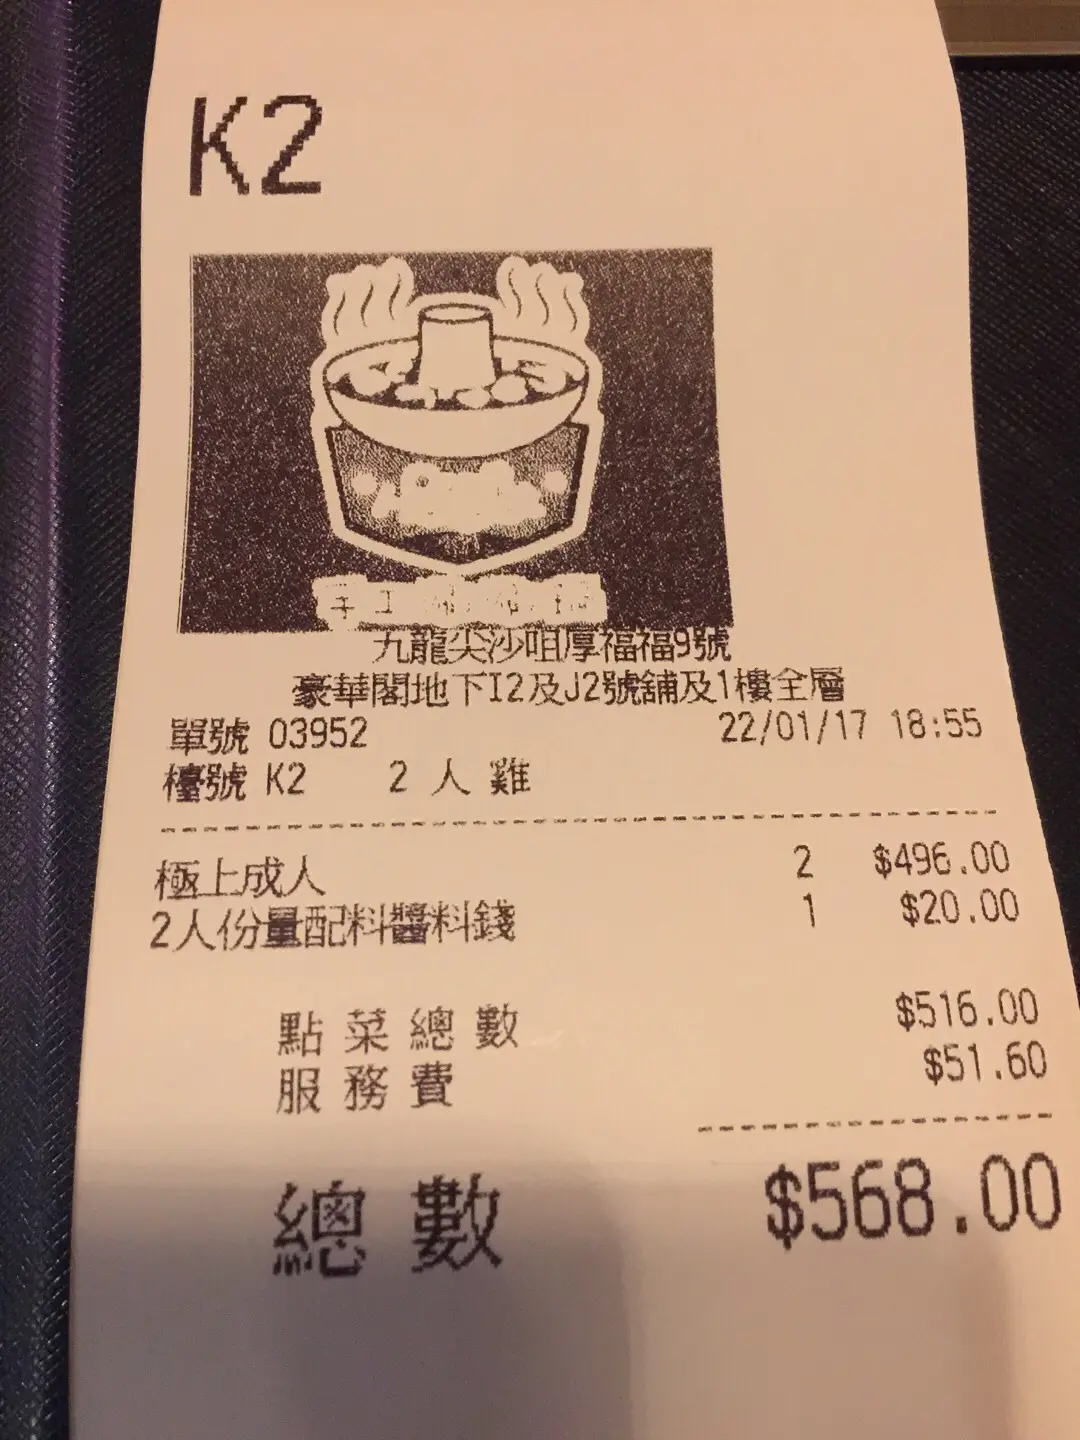 K2
手工
九龍尖沙咀厚福福9號
豪華閣地下I2及J2號舖及1樓全層
單號 03952 22/01/17 18:55
檯號 K2 2 人 雞
極上成人 2 $496.00
2人份量配料醬料錢 1 $20.00
點菜總數 $516.00
服務費 $51.60
總數 $568.00